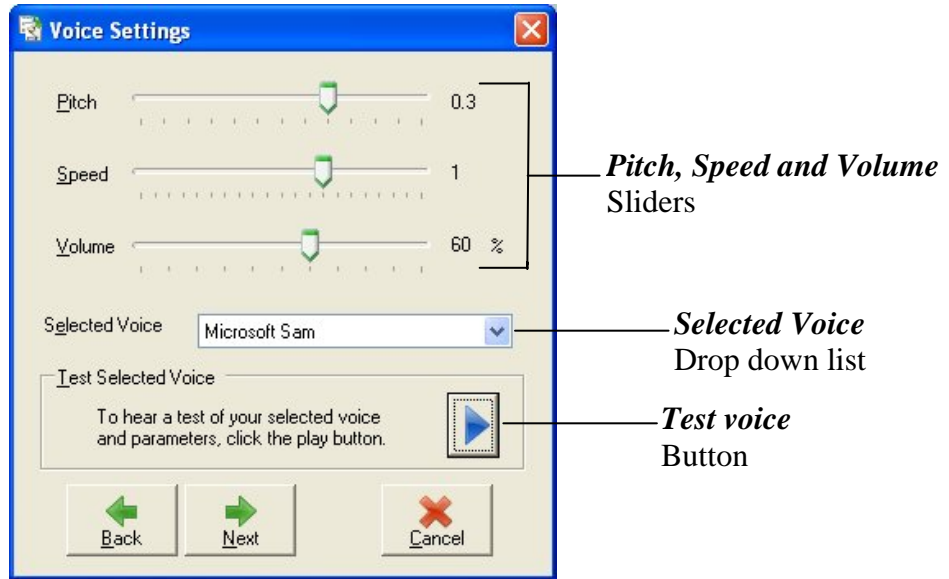 Voice Settings
Pitch 0.3
Speed 1
Volume 60 %
Pitch, Speed and Volume
Sliders
Selected Voice Microsoft Sam
Selected Voice
Drop down list
Test Selected Voice
To hear a test of your selected voice
and parameters, click the play button.
Test voice
Button
Back Next Cancel